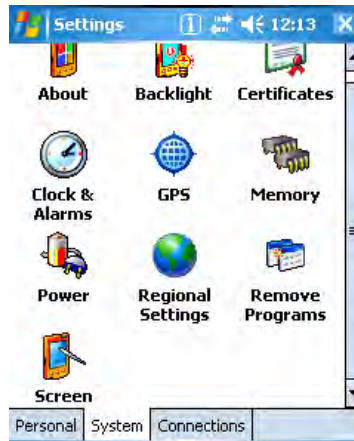 Settings 12:13
About Backlight Certificates
Clock & GPS Memory
Alarms
Power Regional Remove
Settings Programs
Screen
Personal System Connections